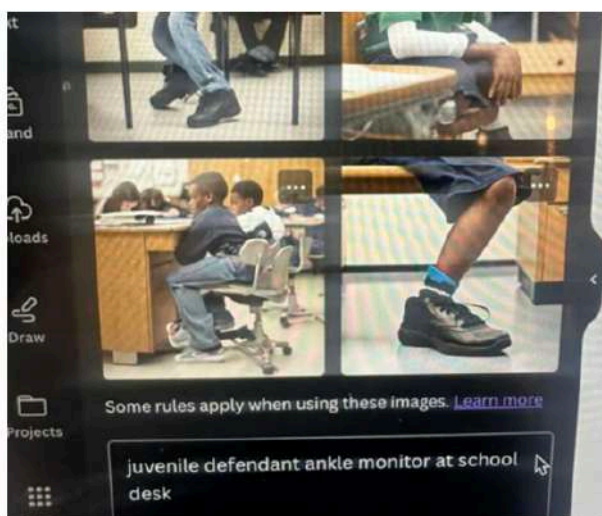 and
loads
Draw
Projects
Some rules apply when using these images. Learn more
juvenile defendant ankle monitor at school
desk